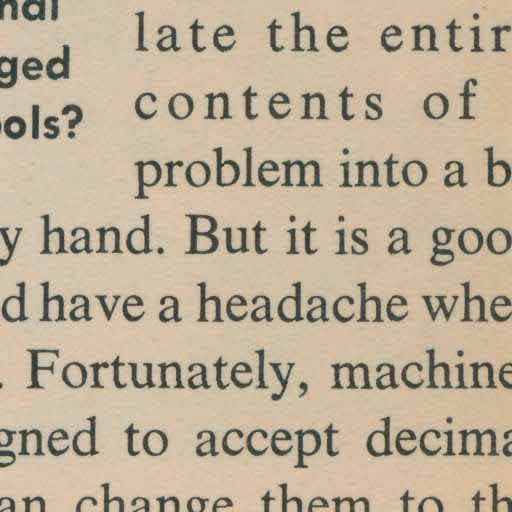 nal
ged
ols?
late the entir
contents of
problem into a b
y hand. But it is a goo
d have a headache whe
. Fortunately, machine
gned to accept decima
an change them to th